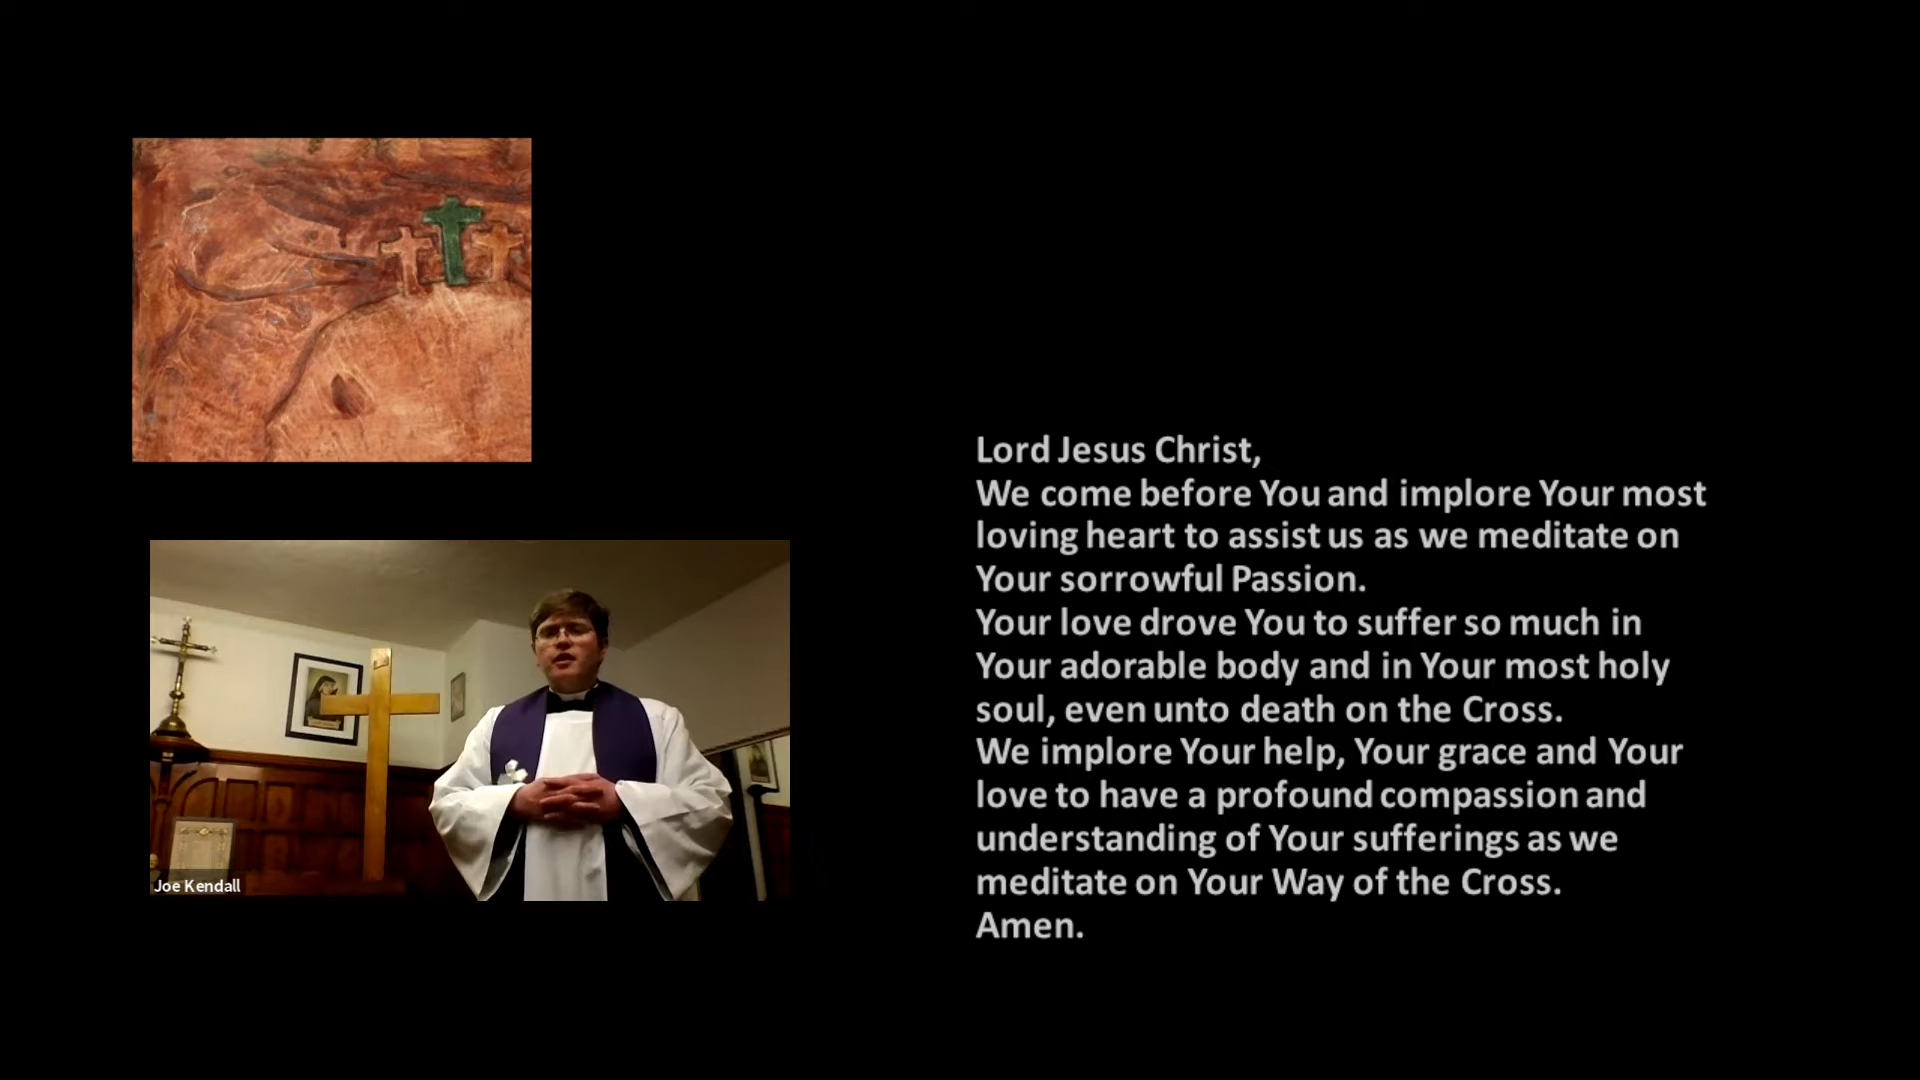 Lord Jesus Christ,
We come before You and implore Your most
loving heart to assist us as we meditate on
Your sorrowful Passion.
Your love drove You to suffer so much in
Your adorable body and in Your most holy
soul, even unto death on the Cross.
We implore Your help, Your grace and Your
love to have a profound compassion and
understanding of Your sufferings as we
meditate on Your Way of the Cross.
Amen.
Joe Kendall